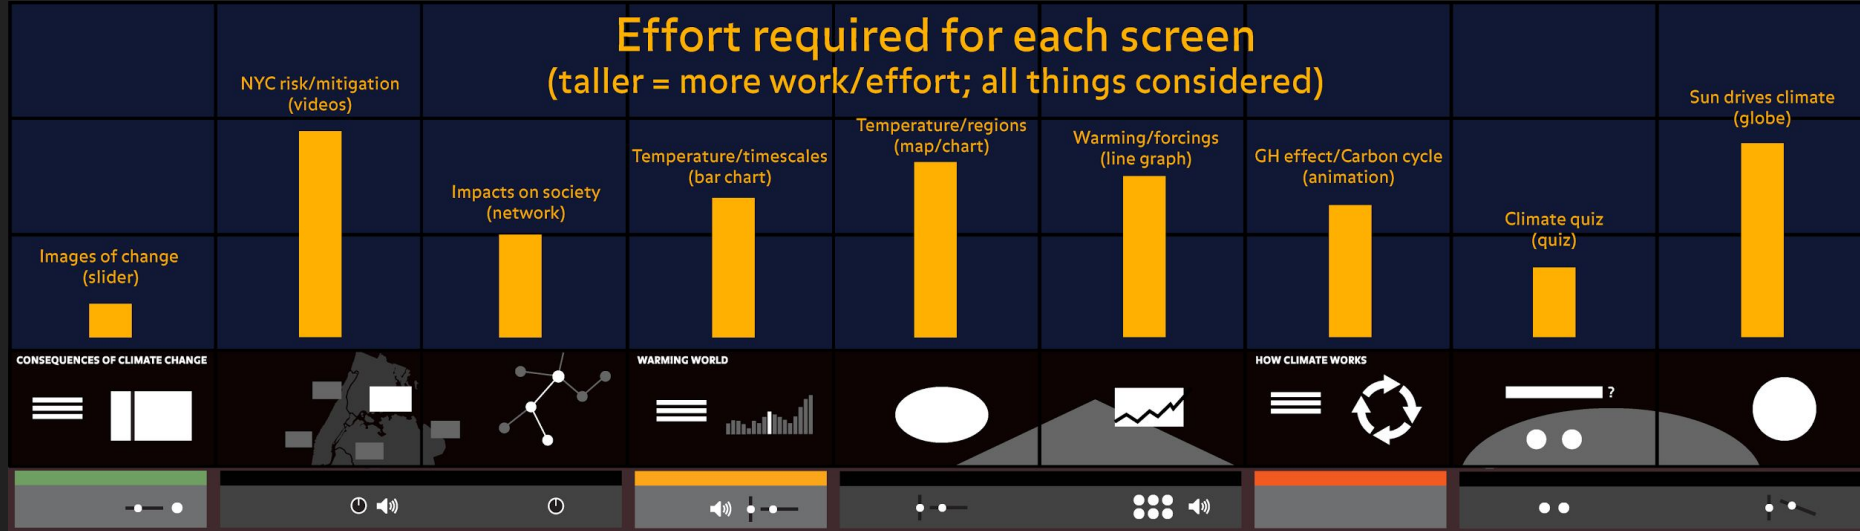 Effort required for each screen
(taller = more work/effort; all things considered)
Images of change
(slider)
NYC risk/mitigation
(videos)
Impacts on society
(network)
Temperature/timescales
(bar chart)
Temperature/regions
(map/chart)
Warming/forcings
(line graph)
GH effect/Carbon cycle
(animation)
Climate quiz
(quiz)
Sun drives climate
(globe)
CONSEQUENCES OF CLIMATE CHANGE
WARMING WORLD
HOW CLIMATE WORKS
?